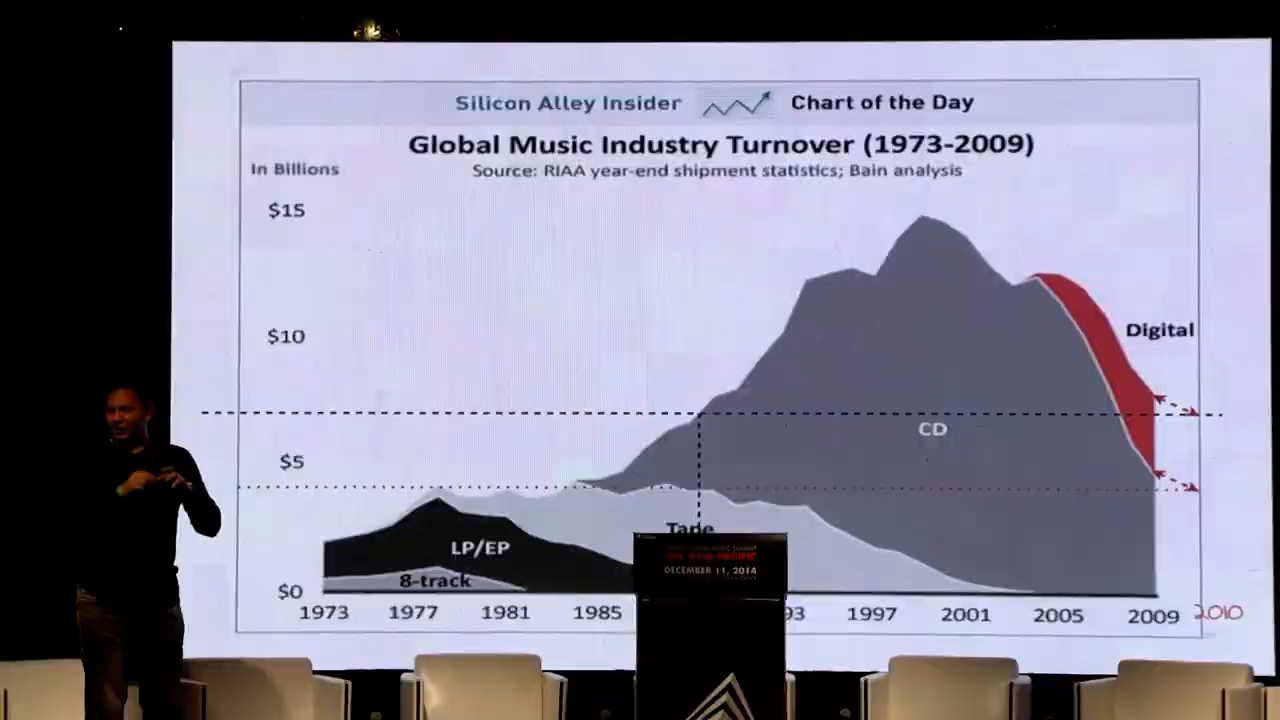 Silicon Alley Insider Chart of the Day
Global Music Industry Turnover (1973-2009)
In Billions
Source: RIAA year-end shipment statistics; Bain analysis
$15
$10
Digital
CD
$5
Tape
LP/EP
8-track
DECEMBER 11, 2014
$0
1973 1977 1981 1985 93 1997 2001 2005 2009 2010